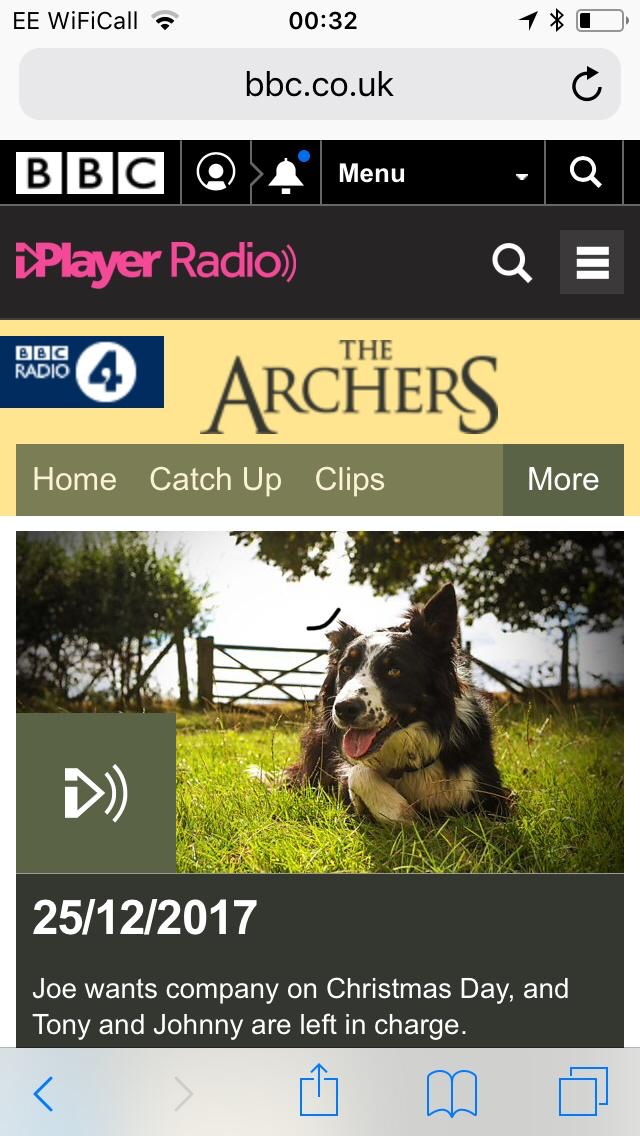 EE WiFiCall 00:32
bbc.co.uk
BBC Menu
iPlayer Radio
BBC RADIO 4
THE
ARCHERS
Home Catch Up Clips More
25/12/2017
Joe wants company on Christmas Day, and
Tony and Johnny are left in charge.